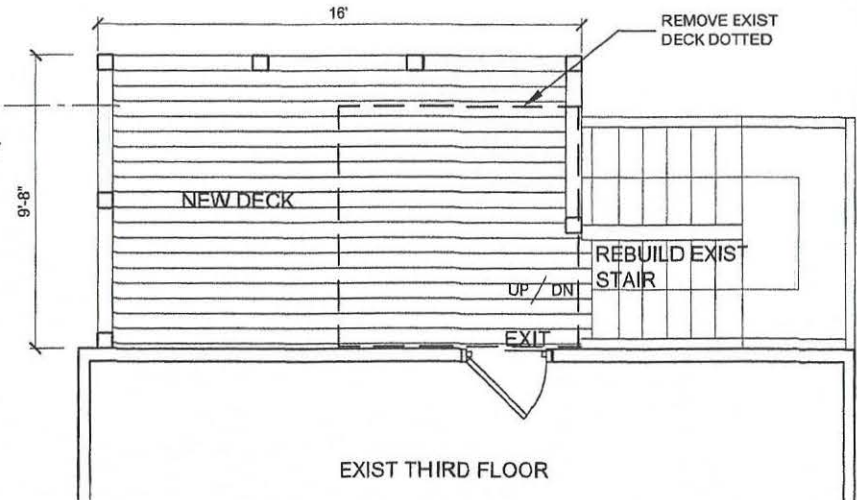 16'
REMOVE EXIST
DECK DOTTED
9'-8"
NEW DECK
REBUILD EXIST
STAIR
UP / DN
EXIT
EXIST THIRD FLOOR